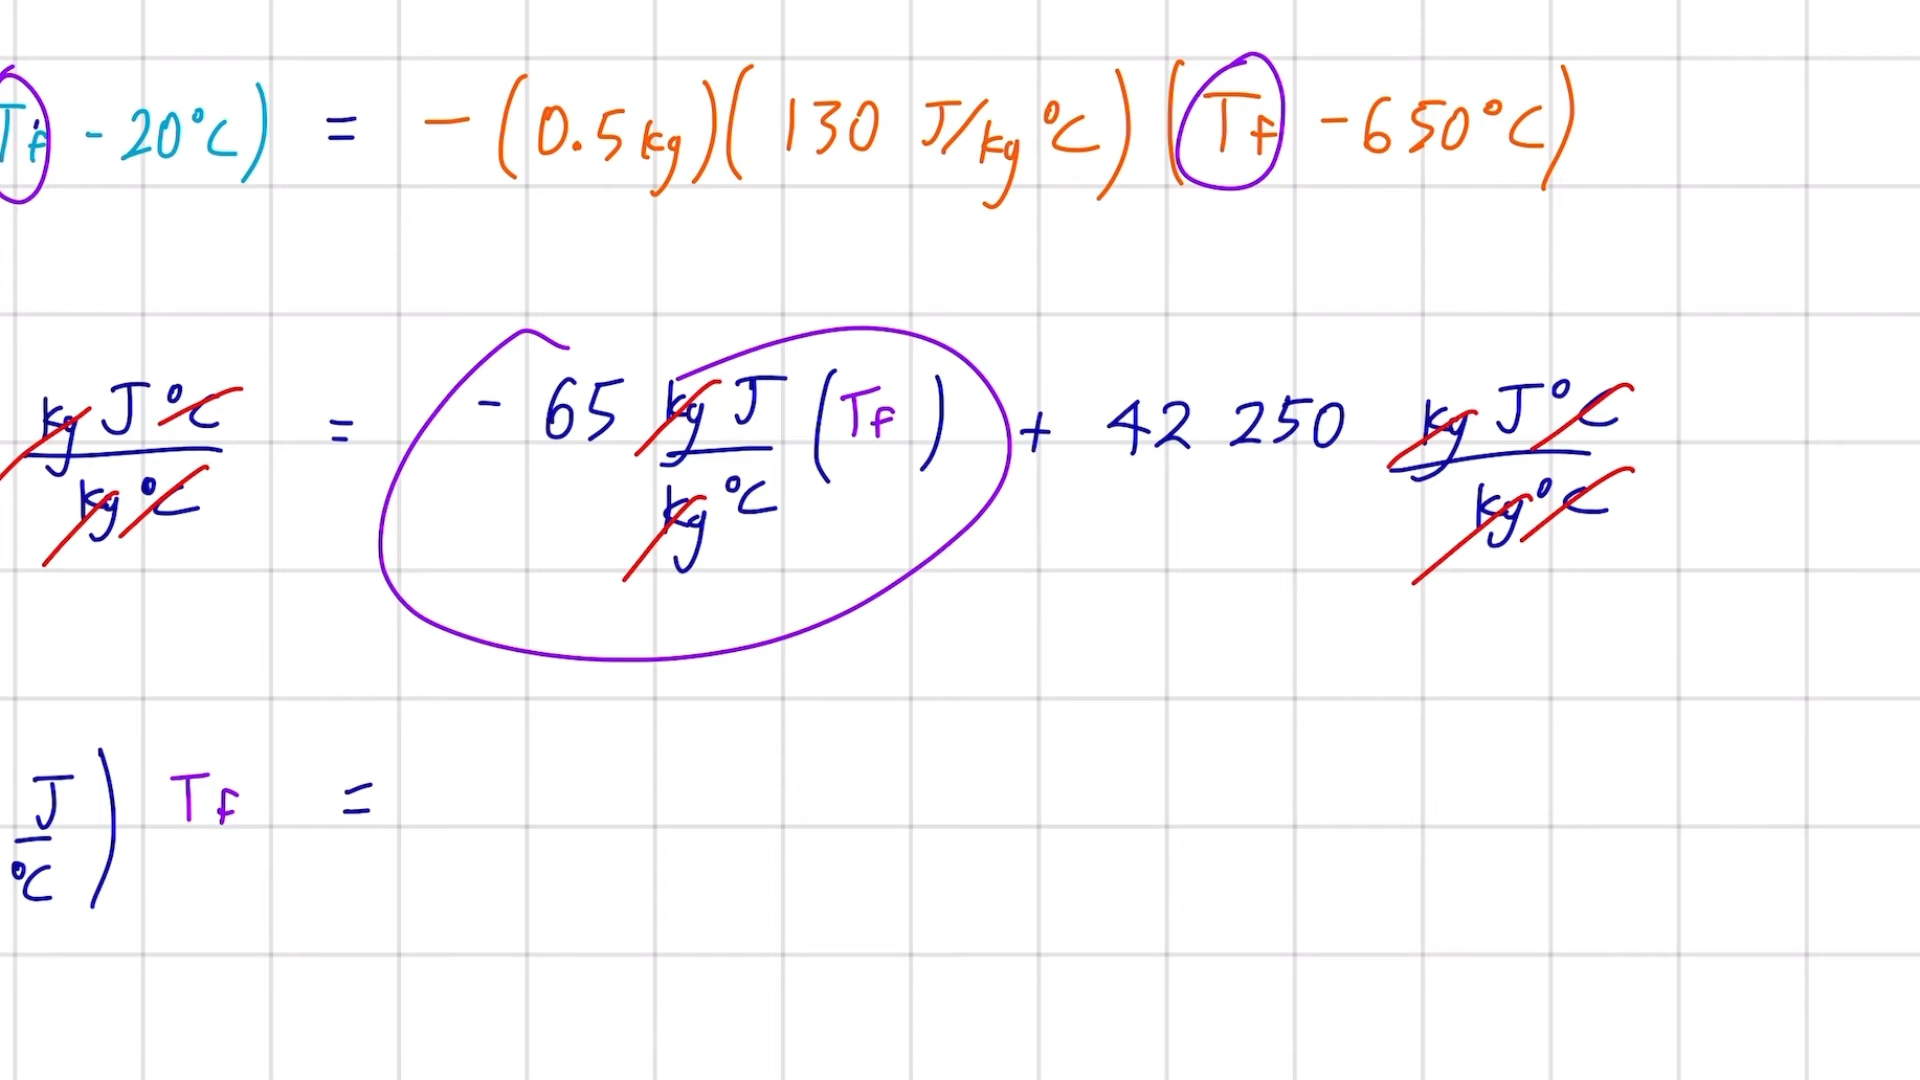 Tf - 20°C) = - (0.5 kg)(130 J/kg °C)(Tf - 650°C)
kg J °C / kg °C = - 65 kg J / kg °C (Tf) + 42 250 kg J °C / kg °C
J / °C) Tf =